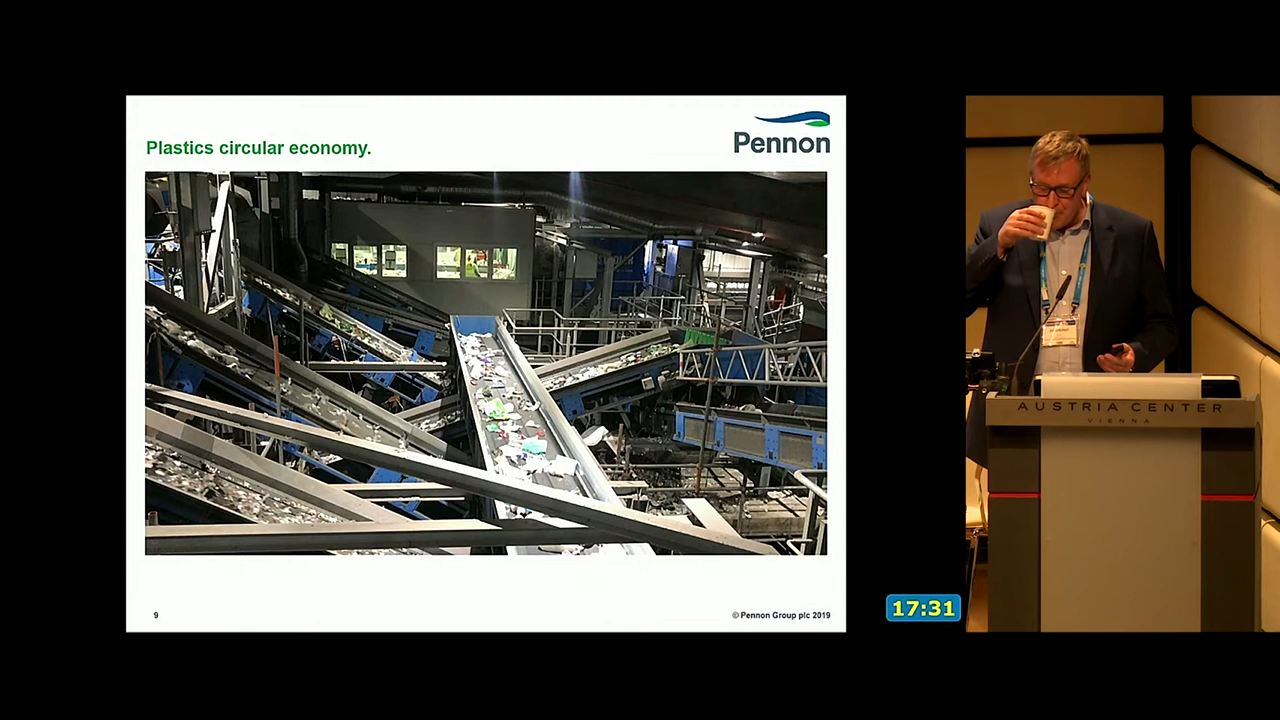 Plastics circular economy.
Pennon
9
© Pennon Group plc 2019
17:31
AUSTRIA CENTER
VIENNA